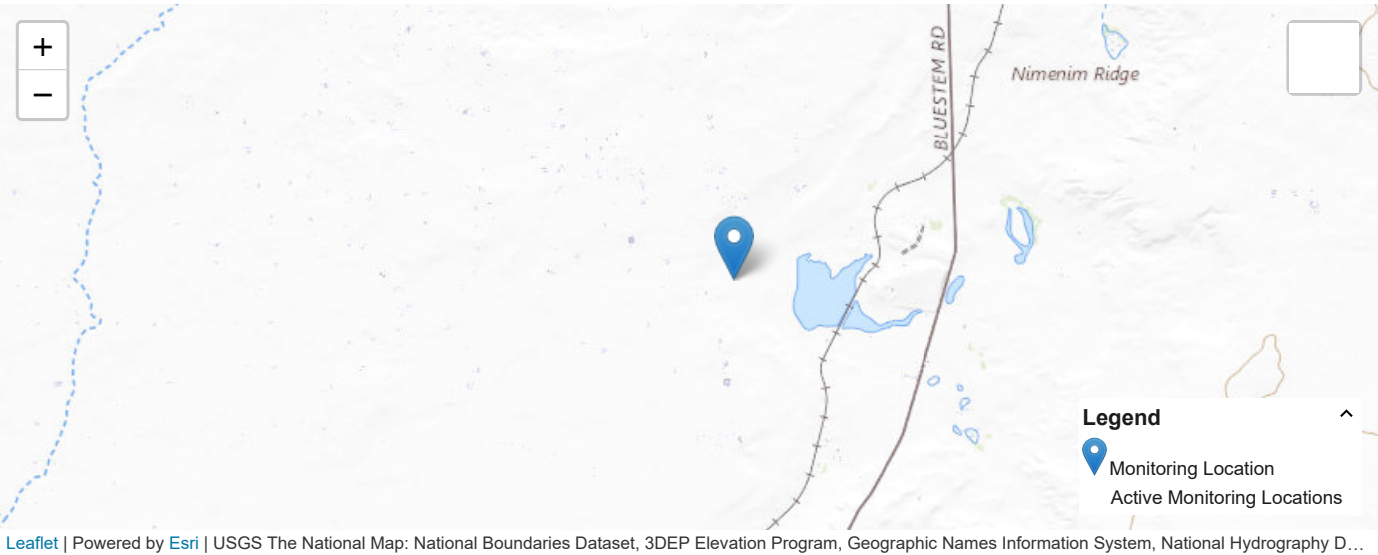 +
−
BLUESTEM RD
Nimenim Ridge
Legend
Monitoring Location
Active Monitoring Locations
Leaflet | Powered by Esri | USGS The National Map: National Boundaries Dataset, 3DEP Elevation Program, Geographic Names Information System, National Hydrography D...